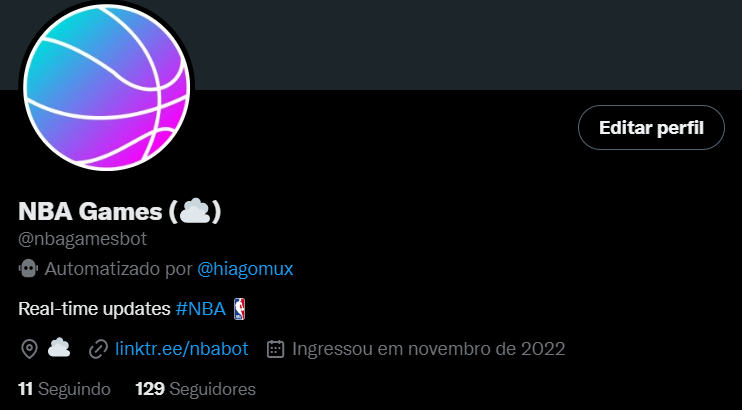 Editar perfil
NBA Games (☁️)
@nbagamesbot
Automatizado por @hiagomux
Real-time updates #NBA
☁️ linktr.ee/nbabot Ingressou em novembro de 2022
11 Seguindo 129 Seguidores